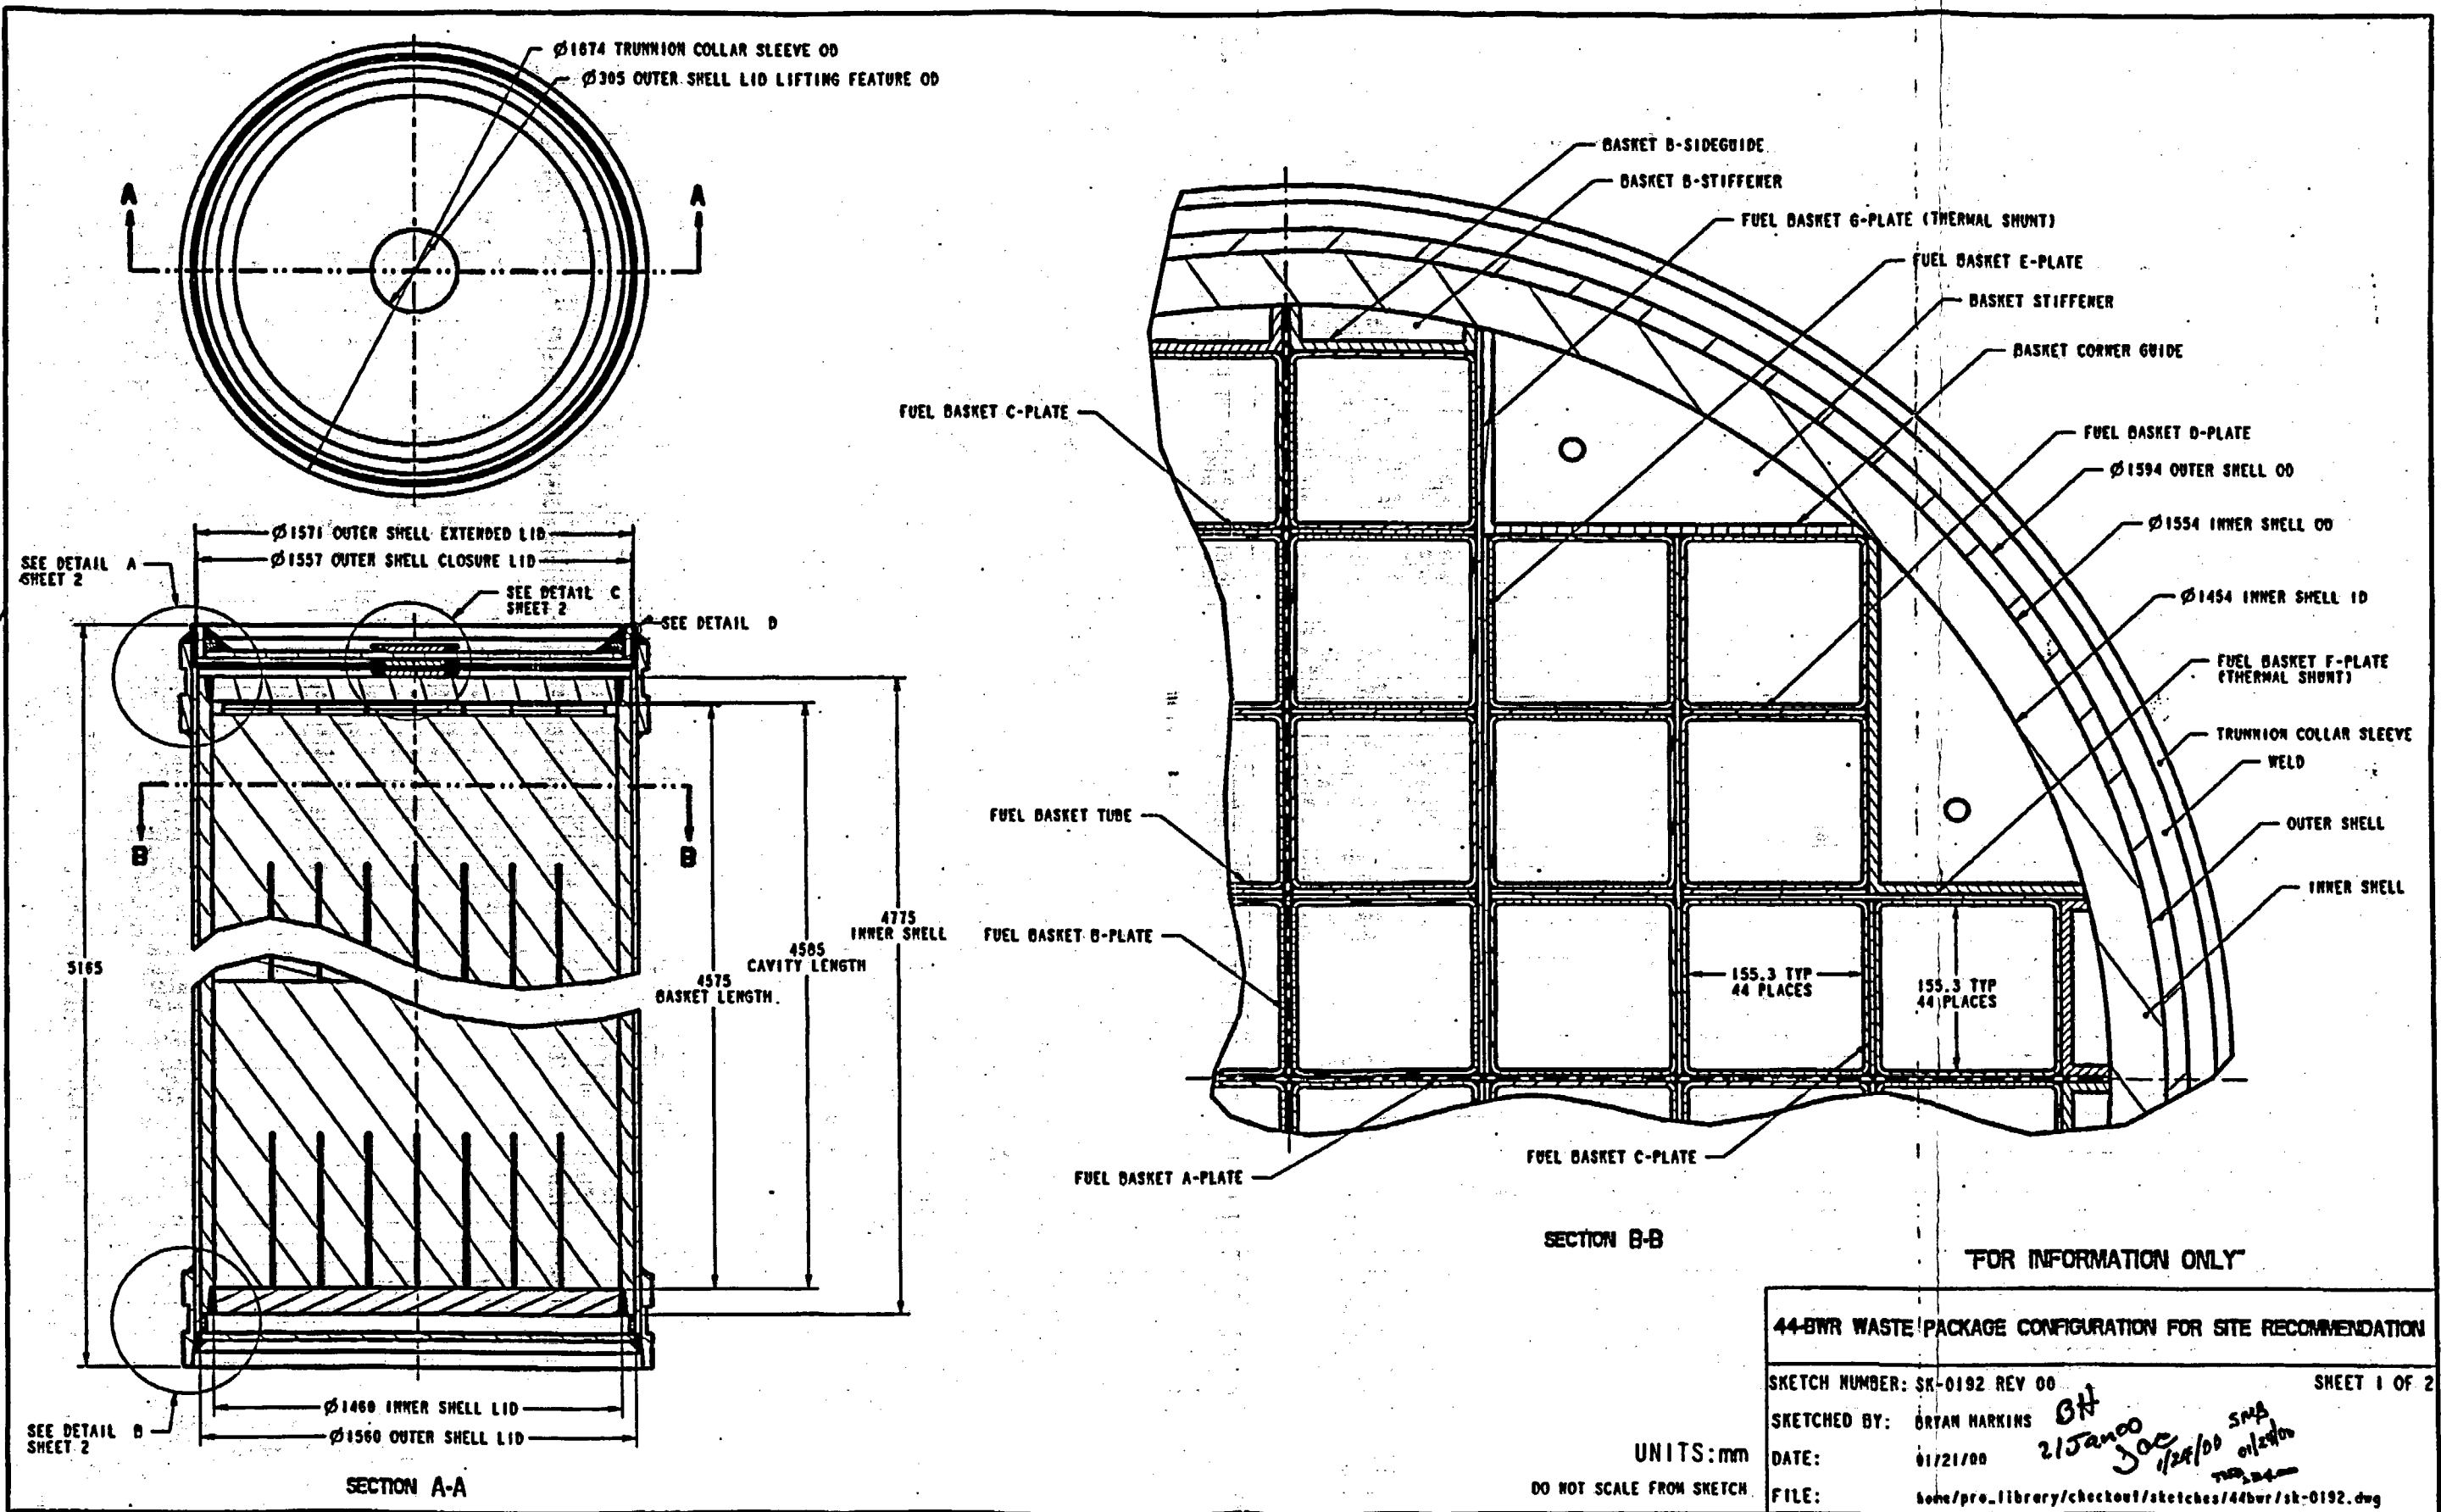 Ø1674 TRUNNION COLLAR SLEEVE OD
Ø305 OUTER SHELL LID LIFTING FEATURE OD
A
A
Ø1571 OUTER SHELL EXTENDED LID
Ø1557 OUTER SHELL CLOSURE LID
SEE DETAIL A
SHEET 2
SEE DETAIL C
SHEET 2
SEE DETAIL D
B
B
5165
4775
INNER SHELL
4585
CAVITY LENGTH
4575
BASKET LENGTH
Ø1460 INNER SHELL LID
Ø1560 OUTER SHELL LID
SEE DETAIL B
SHEET 2
SECTION A-A
BASKET B-SIDEGUIDE
BASKET B-STIFFENER
FUEL BASKET G-PLATE (THERMAL SHUNT)
FUEL BASKET E-PLATE
BASKET STIFFENER
BASKET CORNER GUIDE
FUEL BASKET C-PLATE
FUEL BASKET D-PLATE
Ø1594 OUTER SHELL OD
Ø1554 INNER SHELL OD
Ø1454 INNER SHELL ID
FUEL BASKET F-PLATE
(THERMAL SHUNT)
TRUNNION COLLAR SLEEVE
WELD
OUTER SHELL
INNER SHELL
FUEL BASKET TUBE
FUEL BASKET B-PLATE
155.3 TYP
44 PLACES
155.3 TYP
44 PLACES
FUEL BASKET C-PLATE
FUEL BASKET A-PLATE
SECTION B-B
"FOR INFORMATION ONLY"
44-BWR WASTE PACKAGE CONFIGURATION FOR SITE RECOMMENDATION
SKETCH NUMBER: SK-0192 REV 00 SHEET 1 OF 2
SKETCHED BY: BRYAN HARKINS BH
DATE: 01/21/00 21Jan00
1/24/00
SMB
FILE: home/pro_library/checkout/sketches/44bwr/sk-0192.dwg
UNITS:mm
DO NOT SCALE FROM SKETCH